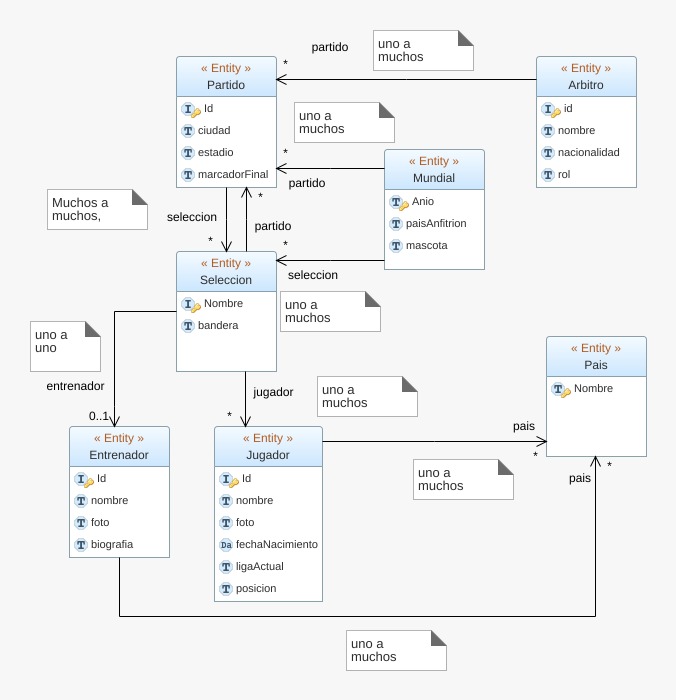 partido
*
uno a
muchos
« Entity »
Partido
Id
ciudad
estadio
marcadorFinal
« Entity »
Arbitro
id
nombre
nacionalidad
rol
uno a
muchos
*
partido
« Entity »
Mundial
Anio
paisAnfitrion
mascota
Muchos a
muchos,
seleccion
*
*
partido
*
seleccion
« Entity »
Seleccion
Nombre
bandera
uno a
muchos
uno a
uno
entrenador
0..1
jugador
*
uno a
muchos
« Entity »
Pais
Nombre
« Entity »
Entrenador
Id
nombre
foto
biografia
« Entity »
Jugador
Id
nombre
foto
fechaNacimiento
ligaActual
posicion
pais
*
uno a
muchos
*
pais
uno a
muchos